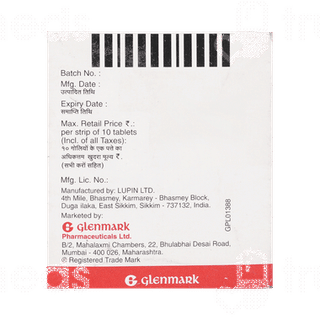 Batch No. :
Mfg. Date :
उत्पादित तिथि
Expiry Date :
समाप्ति तिथि
Max. Retail Price ₹.:
per strip of 10 tablets
(Incl. of all Taxes):
१० गोलियों के एक पत्ते का
अधिकतम खुदरा मूल्य ₹.
(सभी करों सहित)
Mfg. Lic. No.:
Manufactured by: LUPIN LTD.
4th Mile, Bhasmey, Karmarey - Bhasmey Block,
Duga ilaka, East Sikkim, Sikkim - 737132, India.
Marketed by:
GLENMARK
Pharmaceuticals Ltd.
B/2, Mahalaxmi Chambers, 22, Bhulabhai Desai Road,
Mumbai - 400 026, Maharashtra.
Registered Trade Mark
GPL01388
GLENMARK